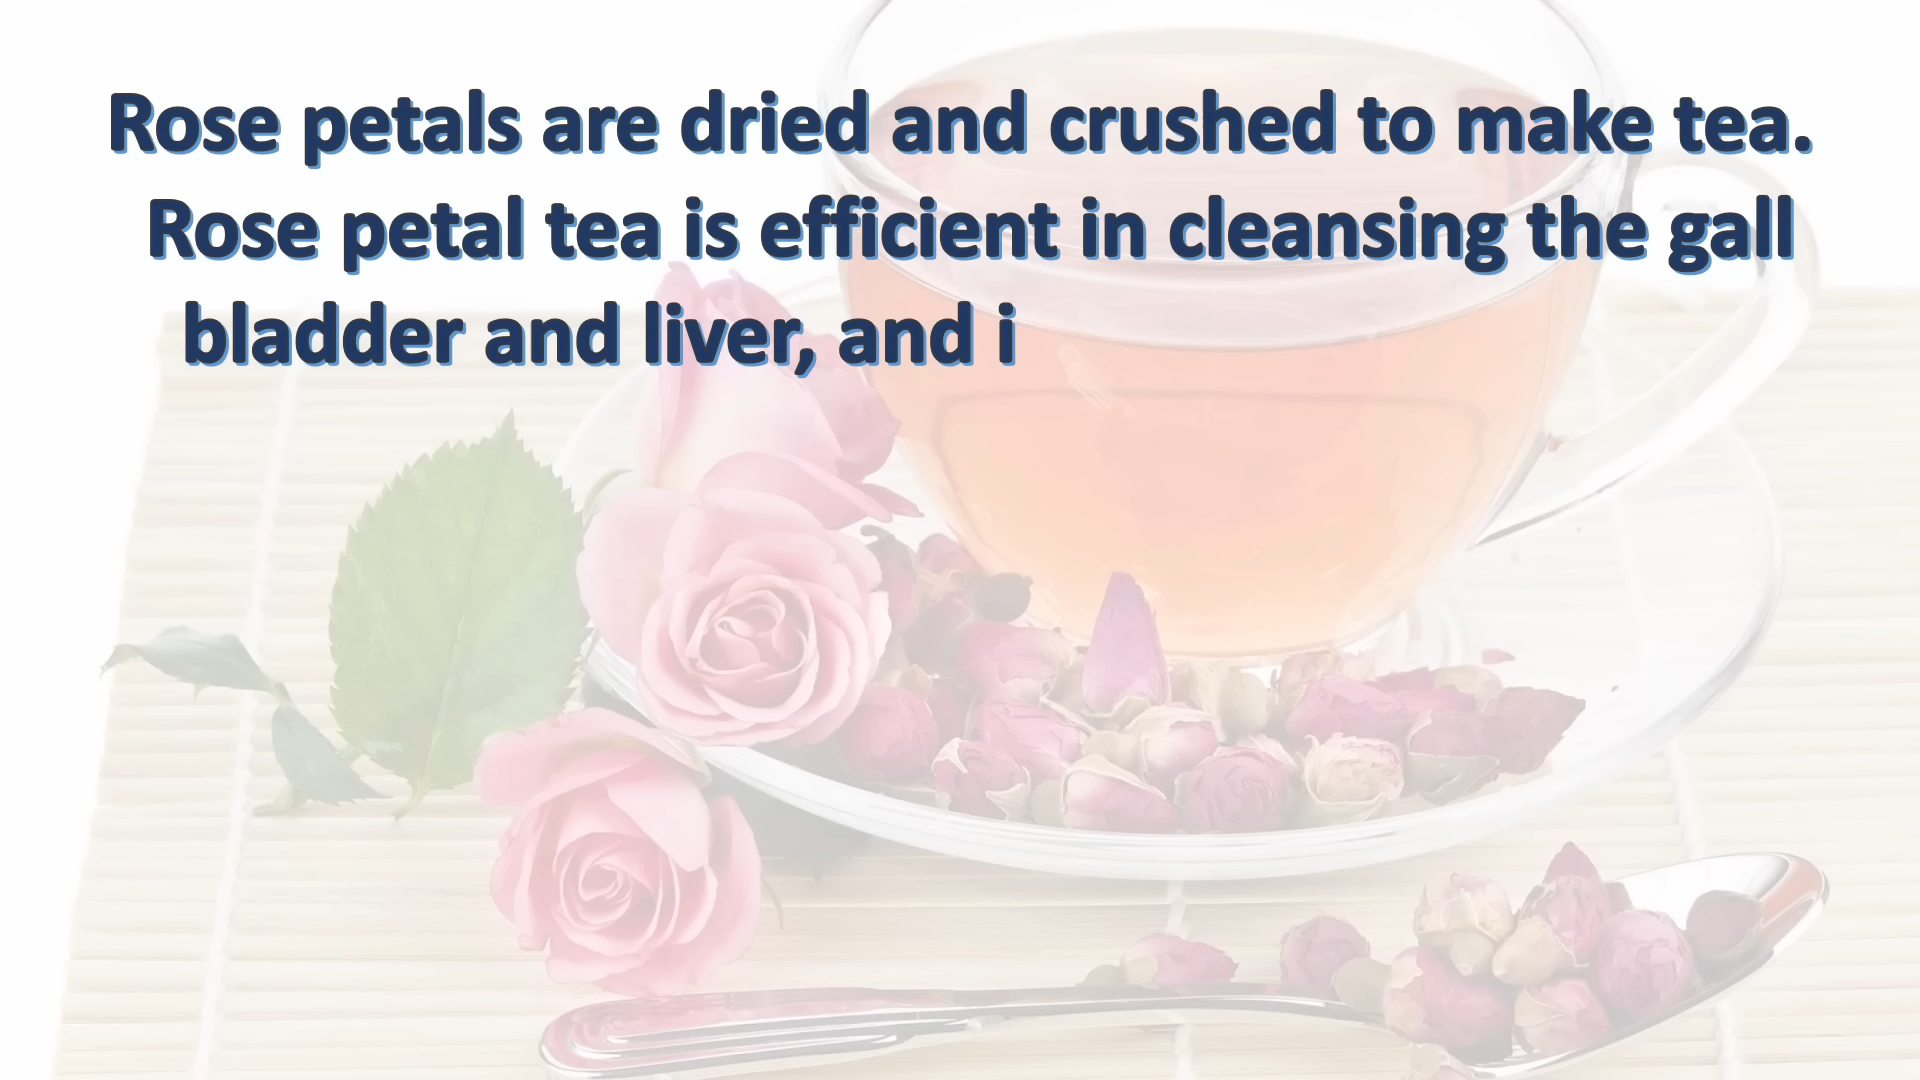 Rose petals are dried and crushed to make tea.
Rose petal tea is efficient in cleansing the gall
bladder and liver, and i